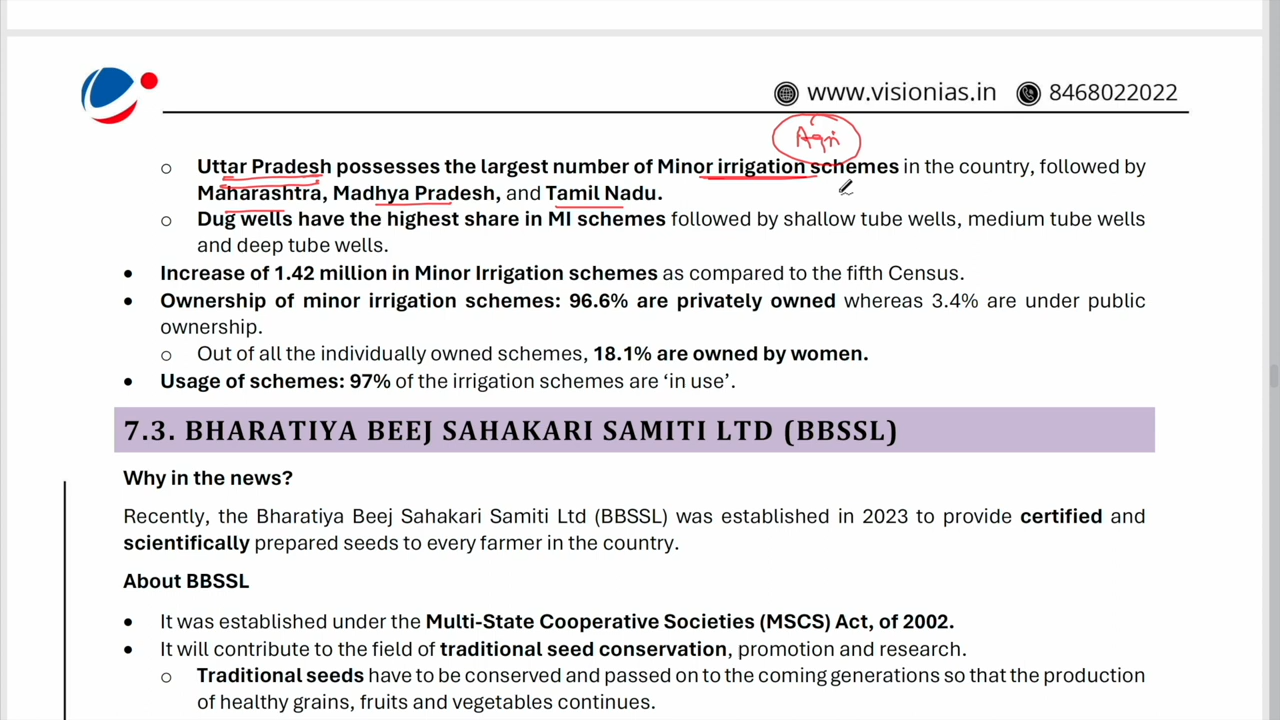 www.visionias.in 8468022022
Agri
o Uttar Pradesh possesses the largest number of Minor irrigation schemes in the country, followed by
Maharashtra, Madhya Pradesh, and Tamil Nadu.
o Dug wells have the highest share in MI schemes followed by shallow tube wells, medium tube wells
and deep tube wells.
• Increase of 1.42 million in Minor Irrigation schemes as compared to the fifth Census.
• Ownership of minor irrigation schemes: 96.6% are privately owned whereas 3.4% are under public
ownership.
o Out of all the individually owned schemes, 18.1% are owned by women.
• Usage of schemes: 97% of the irrigation schemes are ‘in use’.
7.3. BHARATIYA BEEJ SAHAKARI SAMITI LTD (BBSSL)
Why in the news?
Recently, the Bharatiya Beej Sahakari Samiti Ltd (BBSSL) was established in 2023 to provide certified and
scientifically prepared seeds to every farmer in the country.
About BBSSL
• It was established under the Multi-State Cooperative Societies (MSCS) Act, of 2002.
• It will contribute to the field of traditional seed conservation, promotion and research.
o Traditional seeds have to be conserved and passed on to the coming generations so that the production
of healthy grains, fruits and vegetables continues.